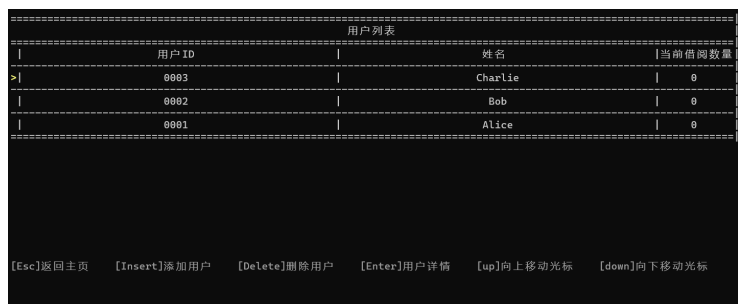 用户列表
| 用户ID | 姓名 |当前借阅数量|
>| 0003 | Charlie | 0 |
| 0002 | Bob | 0 |
| 0001 | Alice | 0 |
[Esc]返回主页 [Insert]添加用户 [Delete]删除用户 [Enter]用户详情 [up]向上移动光标 [down]向下移动光标